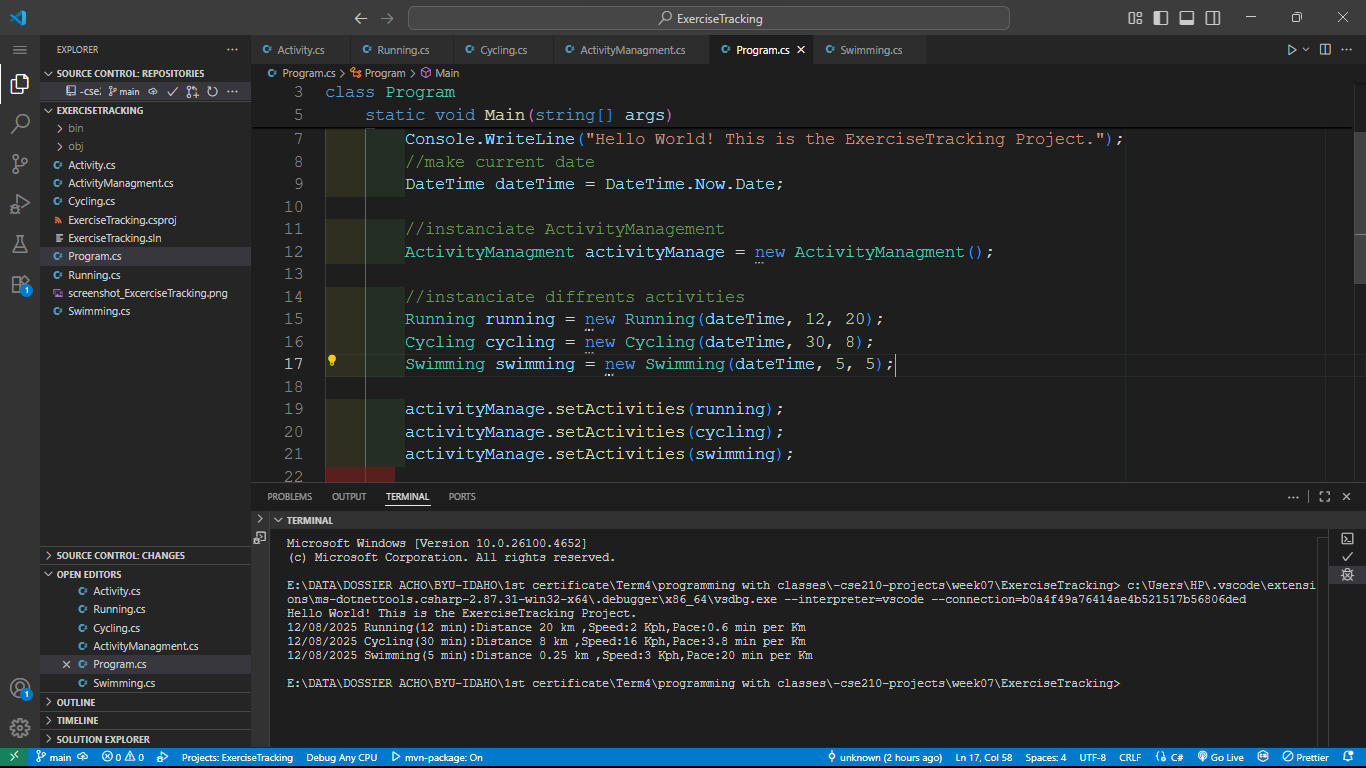 ExerciseTracking
EXPLORER
SOURCE CONTROL: REPOSITORIES
main
EXERCISETRACKING
bin
obj
Activity.cs
ActivityManagment.cs
Cycling.cs
ExerciseTracking.csproj
ExerciseTracking.sln
Program.cs
Running.cs
screenshot_ExcerciseTracking.png
Swimming.cs
SOURCE CONTROL: CHANGES
OPEN EDITORS
Activity.cs
Running.cs
Cycling.cs
ActivityManagment.cs
Program.cs
Swimming.cs
OUTLINE
TIMELINE
SOLUTION EXPLORER
1
1
Activity.cs Running.cs Cycling.cs ActivityManagment.cs Program.cs Swimming.cs
Program.cs > Program > Main
3 class Program
5 static void Main(string[] args)
7 Console.WriteLine("Hello World! This is the ExerciseTracking Project.");
8 //make current date
9 DateTime dateTime = DateTime.Now.Date;
10
11 //instanciate ActivityManagement
12 ActivityManagment activityManage = new ActivityManagment();
13
14 //instanciate diffrents activities
15 Running running = new Running(dateTime, 12, 20);
16 Cycling cycling = new Cycling(dateTime, 30, 8);
17 Swimming swimming = new Swimming(dateTime, 5, 5);
18
19 activityManage.setActivities(running);
20 activityManage.setActivities(cycling);
21 activityManage.setActivities(swimming);
22
PROBLEMS OUTPUT TERMINAL PORTS
TERMINAL
Microsoft Windows [Version 10.0.26100.4652]
(c) Microsoft Corporation. All rights reserved.
E:\DATA\DOSSIER ACHO\BYU-IDAHO\1st certificate\Term4\programming with classes\-cse210-projects\week07\ExerciseTracking> c:\Users\HP\.vscode\extensi
ons\ms-dotnettools.csharp-2.87.31-win32-x64\.debugger\x86_64\vsdbg.exe --interpreter=vscode --connection=b0a4f49a76414ae4b521517b56806ded
Hello World! This is the ExerciseTracking Project.
12/08/2025 Running(12 min):Distance 20 km ,Speed:2 Kph,Pace:0.6 min per Km
12/08/2025 Cycling(30 min):Distance 8 km ,Speed:16 Kph,Pace:3.8 min per Km
12/08/2025 Swimming(5 min):Distance 0.25 km ,Speed:3 Kph,Pace:20 min per Km
E:\DATA\DOSSIER ACHO\BYU-IDAHO\1st certificate\Term4\programming with classes\-cse210-projects\week07\ExerciseTracking>
main 0 0 Projects: ExerciseTracking Debug Any CPU mvn-package: On unknown (2 hours ago) Ln 17, Col 58 Spaces: 4 UTF-8 CRLF C# Go Live Prettier